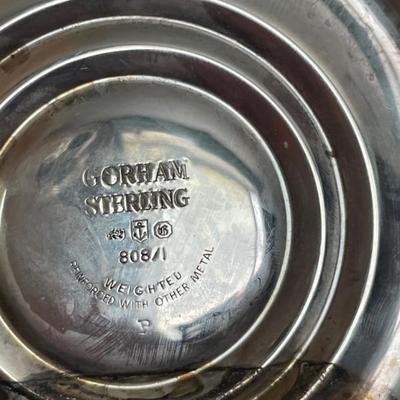 GORHAM
STERLING
808/1
WEIGHTED
REINFORCED WITH OTHER METAL
P